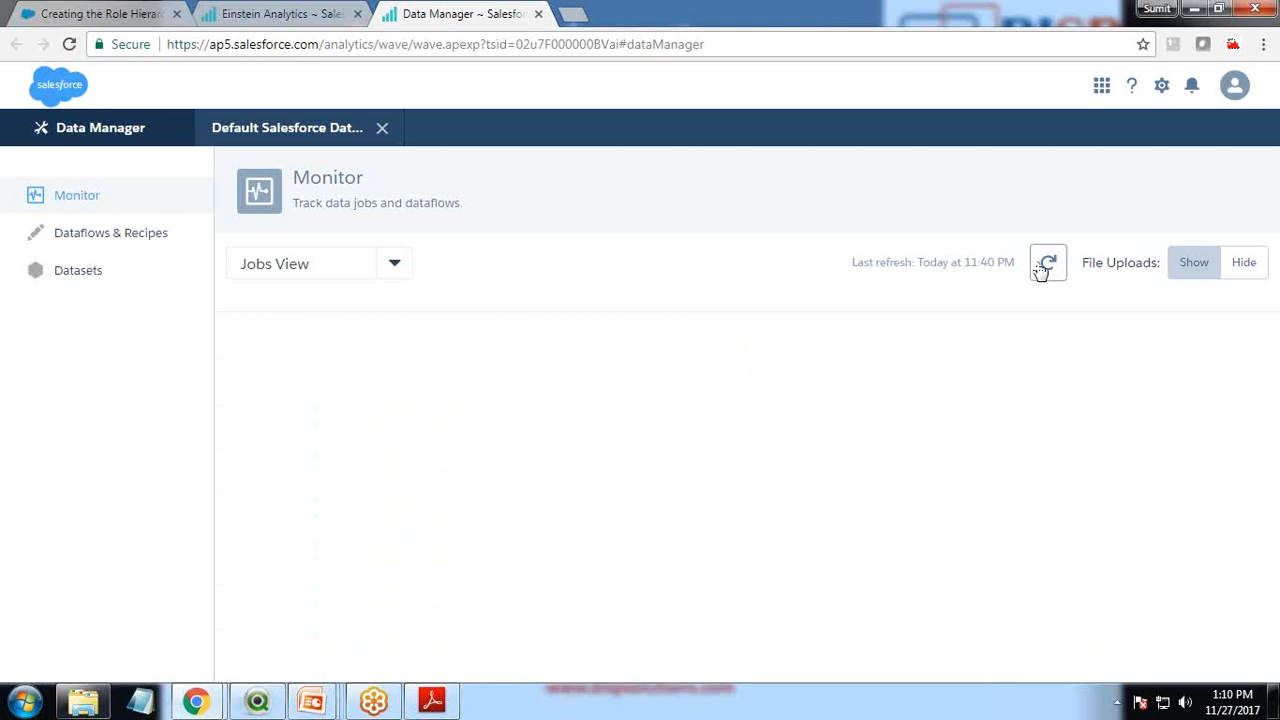 Creating the Role Hierar
Einstein Analytics ~ Sales
Data Manager ~ Salesfor
Sumit
Secure
https://ap5.salesforce.com/analytics/wave/wave.apexp?tsid=02u7F000000BVai#dataManager
salesforce
Data Manager
Default Salesforce Dat...
Monitor
Dataflows & Recipes
Datasets
Monitor
Track data jobs and dataflows.
Jobs View
Last refresh: Today at 11:40 PM
File Uploads:
Show
Hide
1:10 PM
11/27/2017